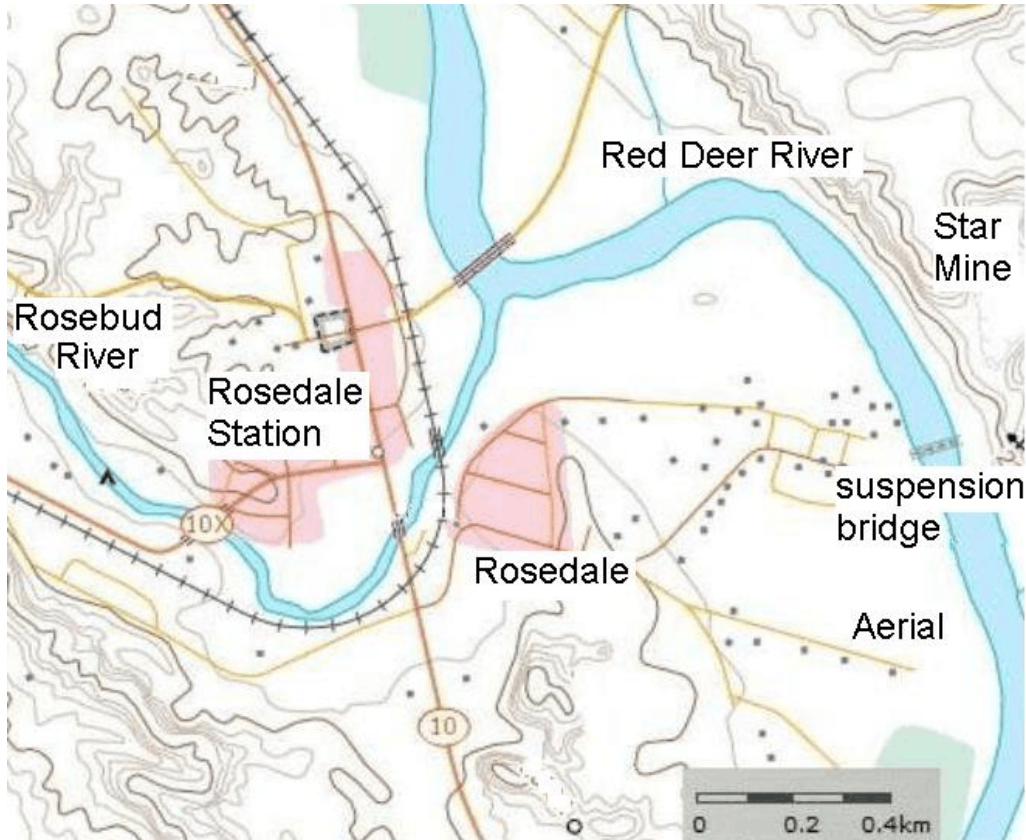 Red Deer River
Star
Mine
Rosebud
River
Rosedale
Station
suspension
bridge
10X
Rosedale
Aerial
10
0 0.2 0.4km